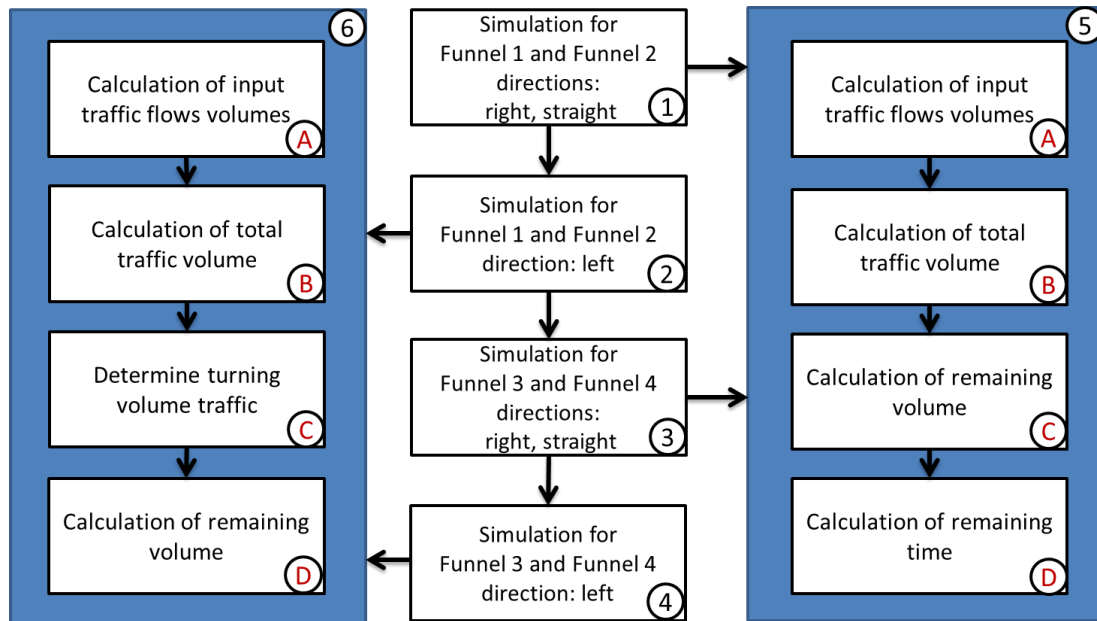 6
Calculation of input
traffic flows volumes
A
Calculation of total
traffic volume
B
Determine turning
volume traffic
C
Calculation of remaining
volume
D
Simulation for
Funnel 1 and Funnel 2
directions:
right, straight
1
Simulation for
Funnel 1 and Funnel 2
direction: left
2
Simulation for
Funnel 3 and Funnel 4
directions:
right, straight
3
Simulation for
Funnel 3 and Funnel 4
direction: left
4
5
Calculation of input
traffic flows volumes
A
Calculation of total
traffic volume
B
Calculation of remaining
volume
C
Calculation of remaining
time
D